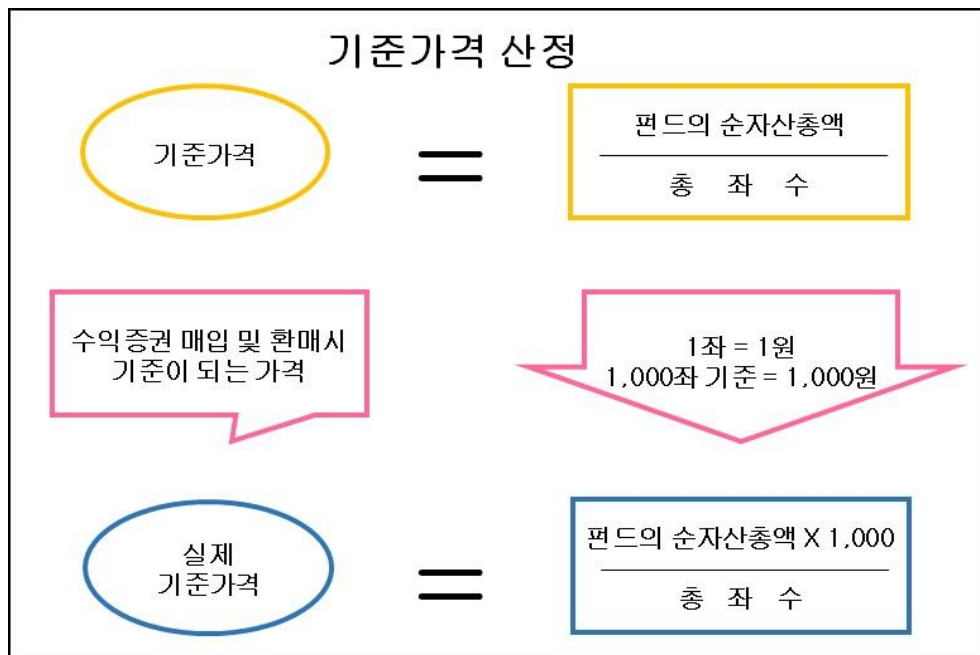 기준가격 산정
기준가격
=
펀드의 순자산총액
총 좌 수
수익증권 매입 및 환매시
기준이 되는 가격
1좌 = 1원
1,000좌 기준 = 1,000원
실제
기준가격
=
펀드의 순자산총액 X 1,000
총 좌 수